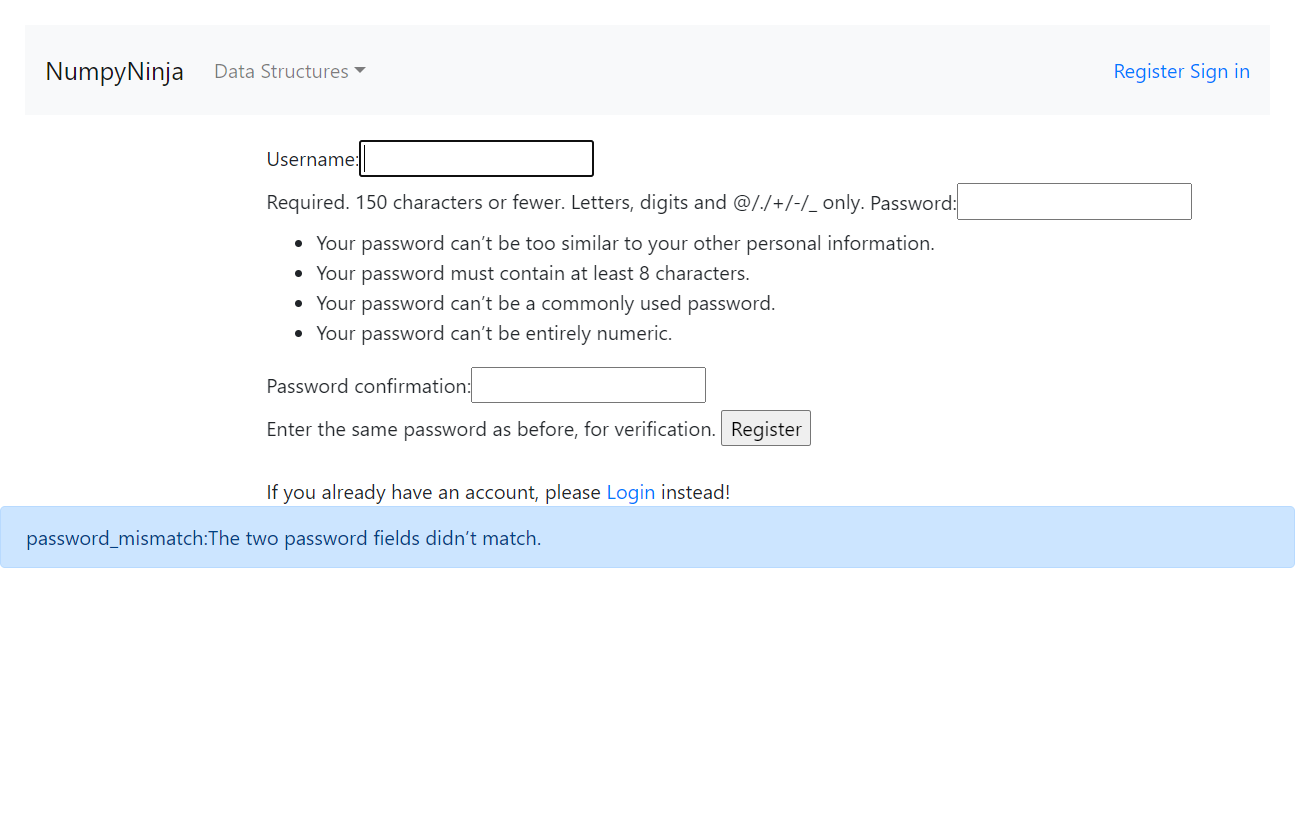 NumpyNinja Data Structures Register Sign in
Username:
Required. 150 characters or fewer. Letters, digits and @/./+/-/_ only. Password:
Your password can’t be too similar to your other personal information.
Your password must contain at least 8 characters.
Your password can’t be a commonly used password.
Your password can’t be entirely numeric.
Password confirmation:
Enter the same password as before, for verification. Register
If you already have an account, please Login instead!
password_mismatch:The two password fields didn’t match.